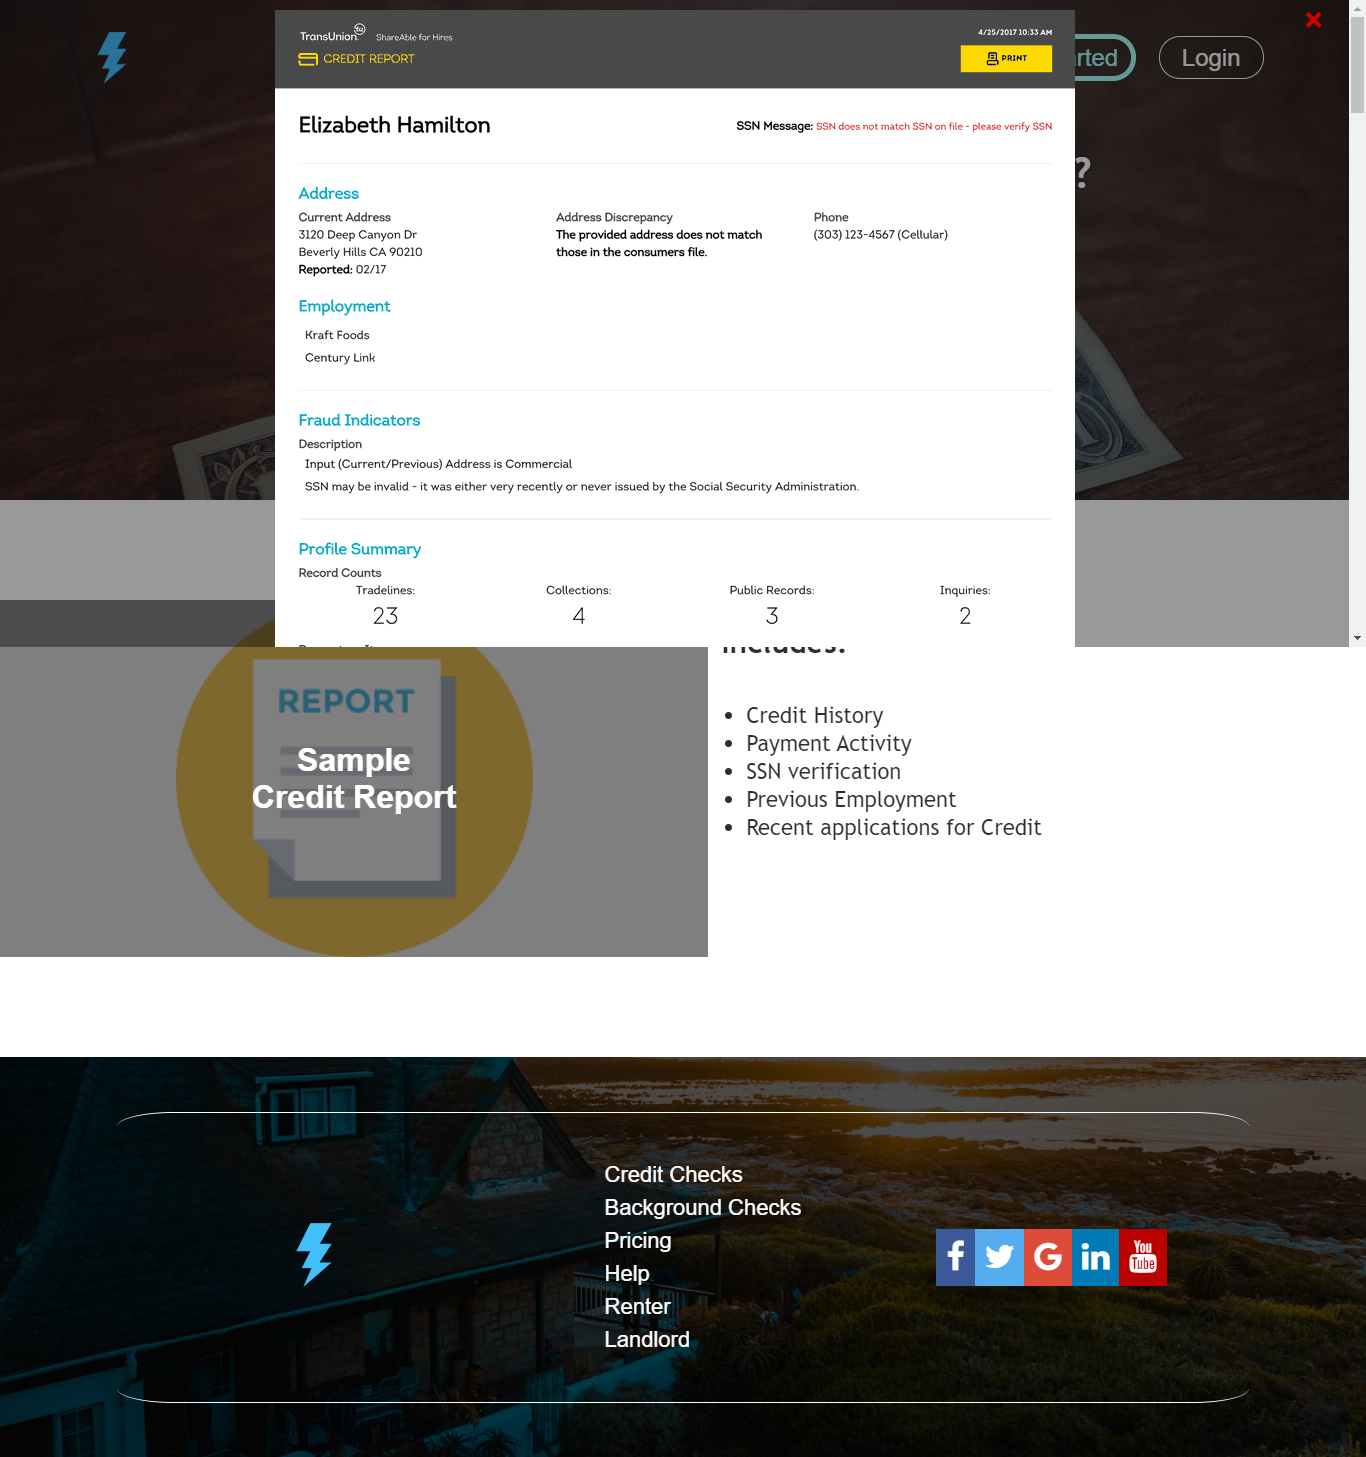 TransUnion. tu ShareAble for Hires
CREDIT REPORT
4/25/2017 10:33 AM
PRINT
Login
Elizabeth Hamilton
SSN Message: SSN does not match SSN on file - please verify SSN
?
Address
Current Address
3120 Deep Canyon Dr
Beverly Hills CA 90210
Reported: 02/17
Address Discrepancy
The provided address does not match
those in the consumers file.
Phone
(303) 123-4567 (Cellular)
Employment
Kraft Foods
Century Link
Fraud Indicators
Description
Input (Current/Previous) Address is Commercial
SSN may be invalid - it was either very recently or never issued by the Social Security Administration.
Profile Summary
Record Counts
Tradelines: Collections: Public Records: Inquiries:
23 4 3 2
REPORT
Sample
Credit Report
includes:
• Credit History
• Payment Activity
• SSN verification
• Previous Employment
• Recent applications for Credit
Credit Checks
Background Checks
Pricing
Help
Renter
Landlord
f
G
in
You
Tube